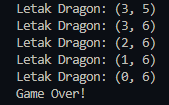 Letak Dragon: (3, 5)
Letak Dragon: (3, 6)
Letak Dragon: (2, 6)
Letak Dragon: (1, 6)
Letak Dragon: (0, 6)
Game Over!